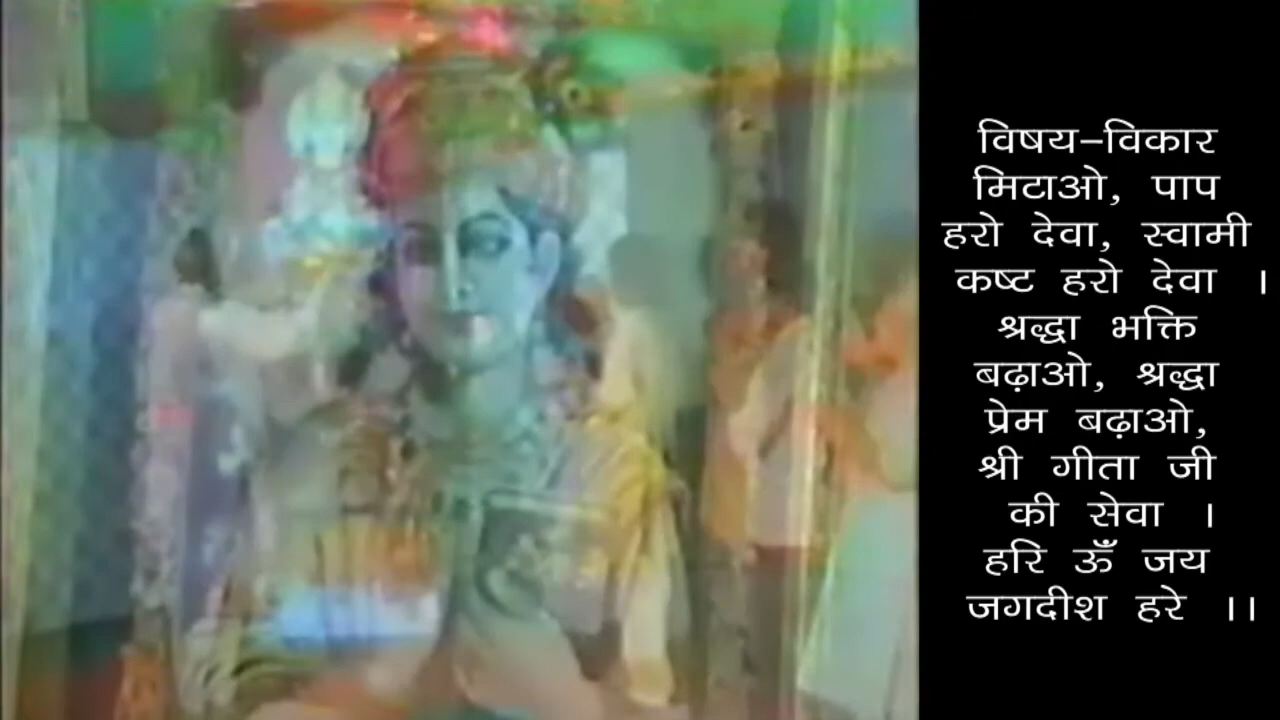 विषय–विकार
मिटाओ, पाप
हरो देवा, स्वामी
कष्ट हरो देवा ।
श्रद्धा भक्ति
बढ़ाओ, श्रद्धा
प्रेम बढ़ाओ,
श्री गीता जी
की सेवा ।
हरि ऊँ जय
जगदीश हरे ।।